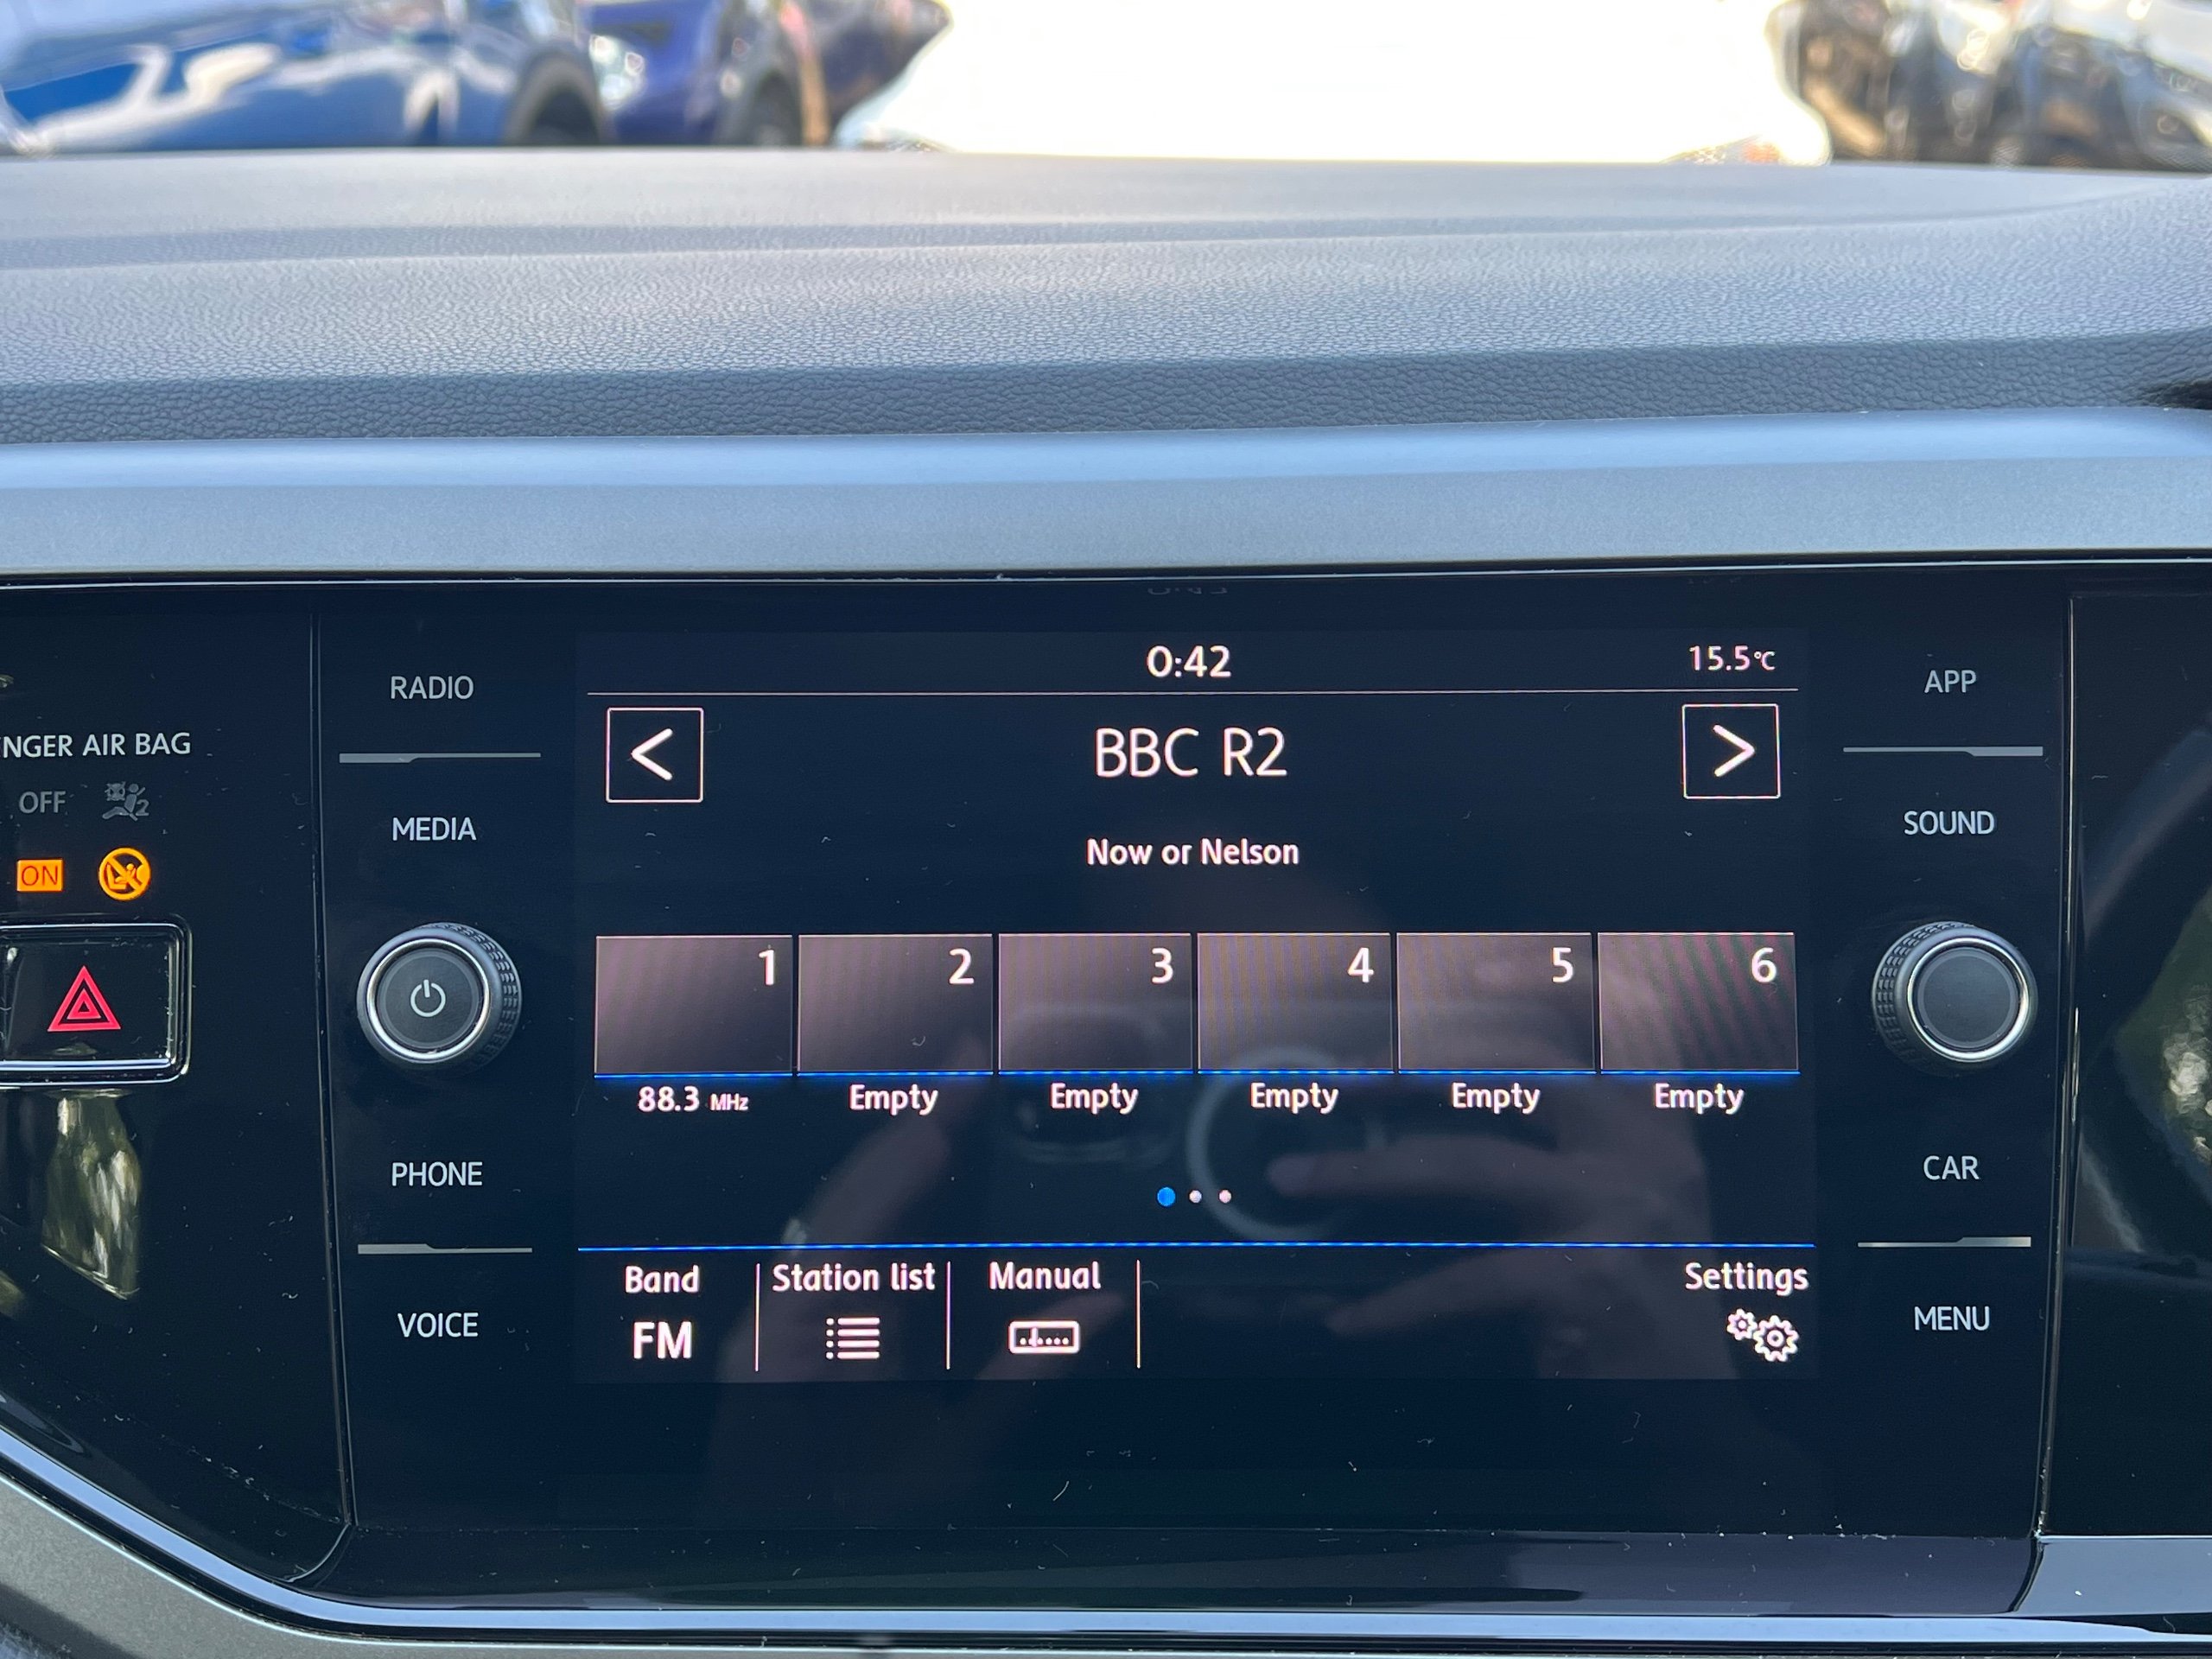 0:42
15.5°C
RADIO
APP
<
BBC R2
>
NGER AIR BAG
OFF
2
MEDIA
SOUND
Now or Nelson
ON
1
2
3
4
5
6
88.3 MHz
Empty
Empty
Empty
Empty
Empty
PHONE
CAR
Band
Station list
Manual
Settings
FM
VOICE
MENU